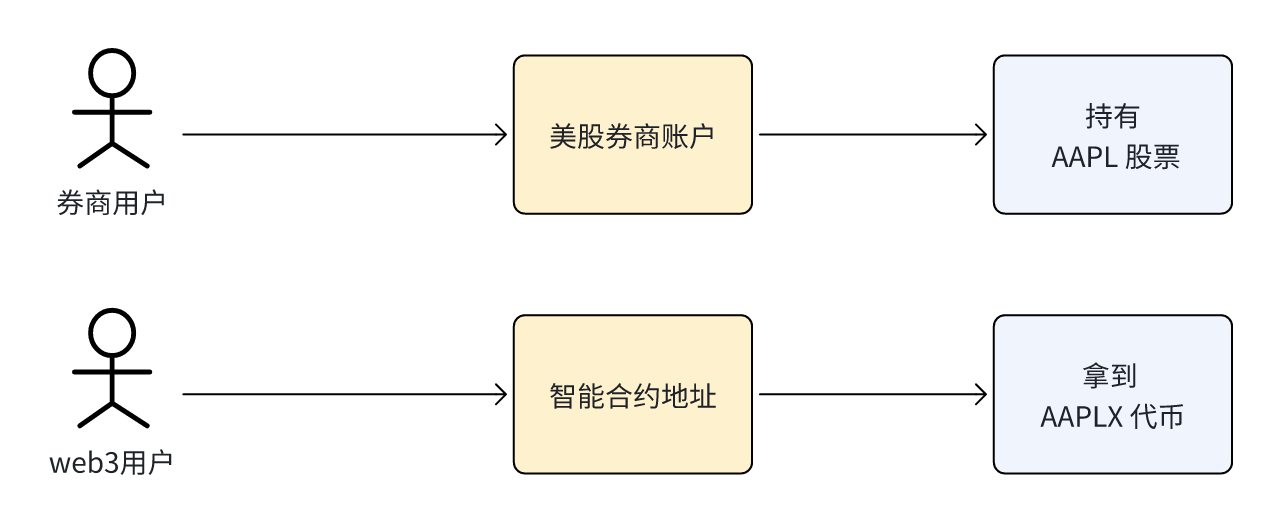 券商用户
美股券商账户
持有
AAPL 股票
web3用户
智能合约地址
拿到
AAPLX 代币